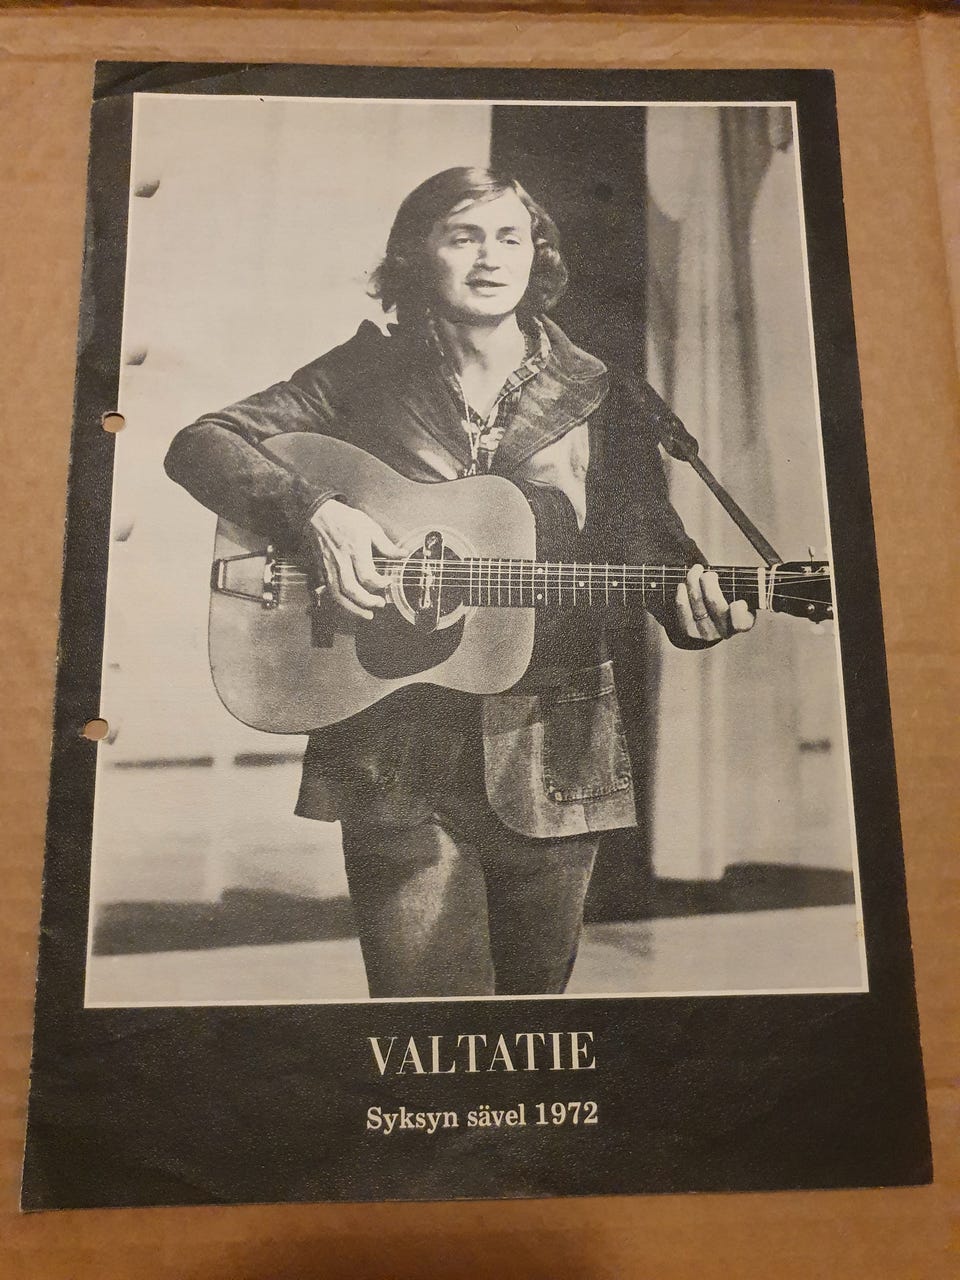 VALTATIE
Syksyn sävel 1972